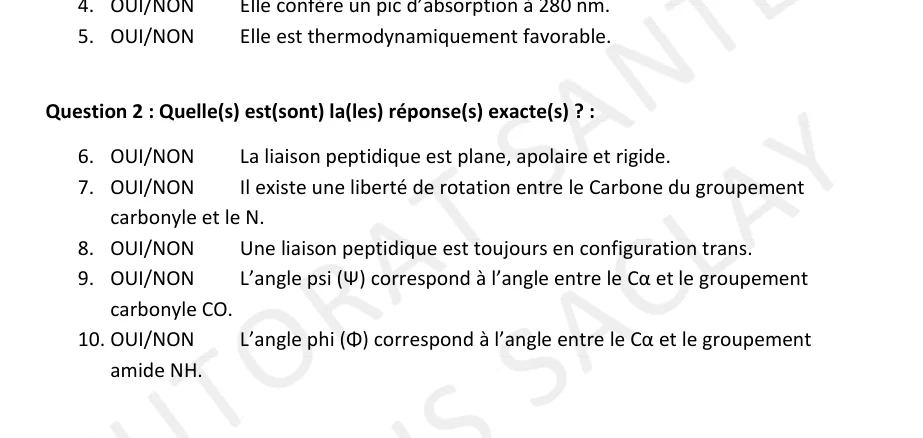 4. OUI/NON Elle confère un pic d'absorption à 280 nm.
5. OUI/NON Elle est thermodynamiquement favorable.
Question 2 : Quelle(s) est(sont) la(les) réponse(s) exacte(s) ? :
6. OUI/NON La liaison peptidique est plane, apolaire et rigide.
7. OUI/NON Il existe une liberté de rotation entre le Carbone du groupement
carbonyle et le N.
8. OUI/NON Une liaison peptidique est toujours en configuration trans.
9. OUI/NON L'angle psi (Ψ) correspond à l'angle entre le Cα et le groupement
carbonyle CO.
10. OUI/NON L'angle phi (Φ) correspond à l'angle entre le Cα et le groupement
amide NH.
UTORAT SANTE
IS SACLAY